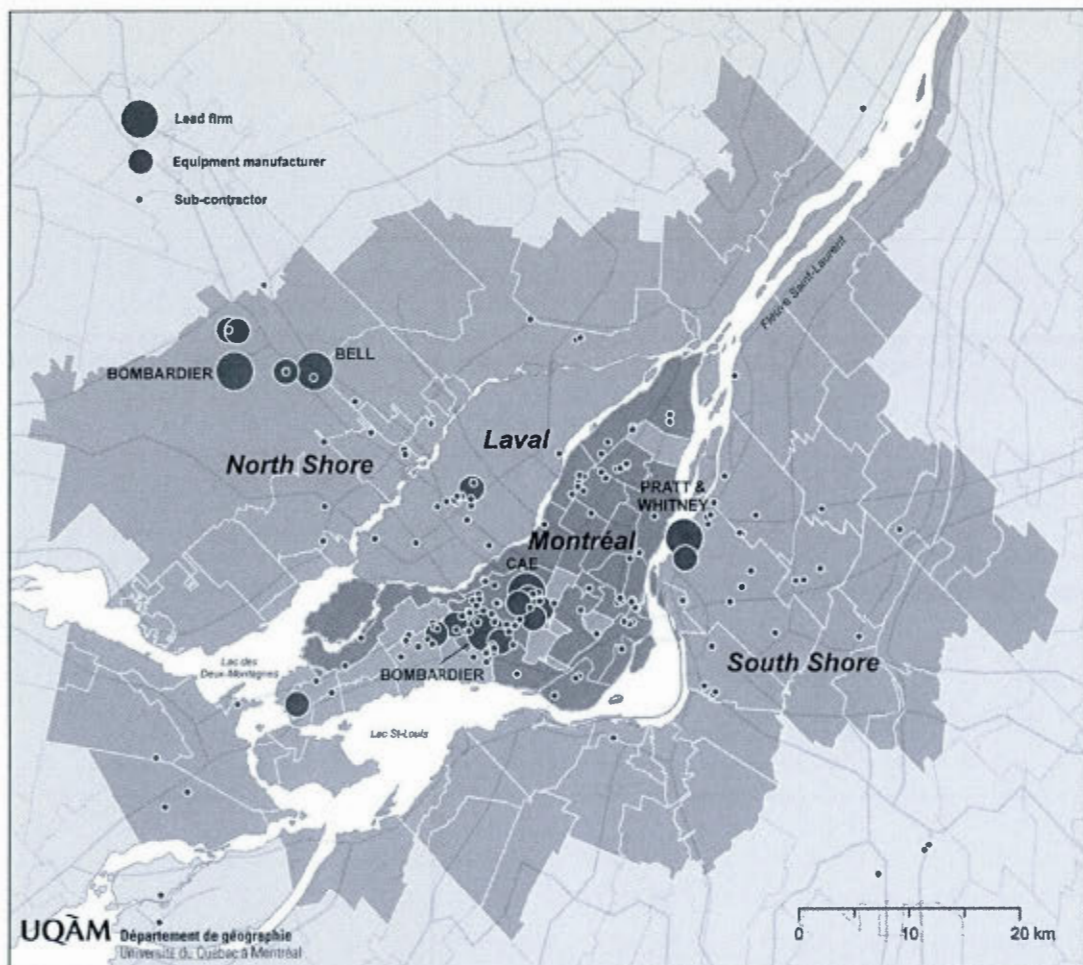 Lead firm
Equipment manufacturer
Sub-contractor
Fleuve Saint-Laurent
BELL
BOMBARDIER
Laval
North Shore
PRATT &
WHITNEY
Montréal
CAE
South Shore
BOMBARDIER
Lac des
Deux-Montagnes
Lac St-Louis
UQÀM Département de géographie
Université du Québec à Montréal
0 10 20 km